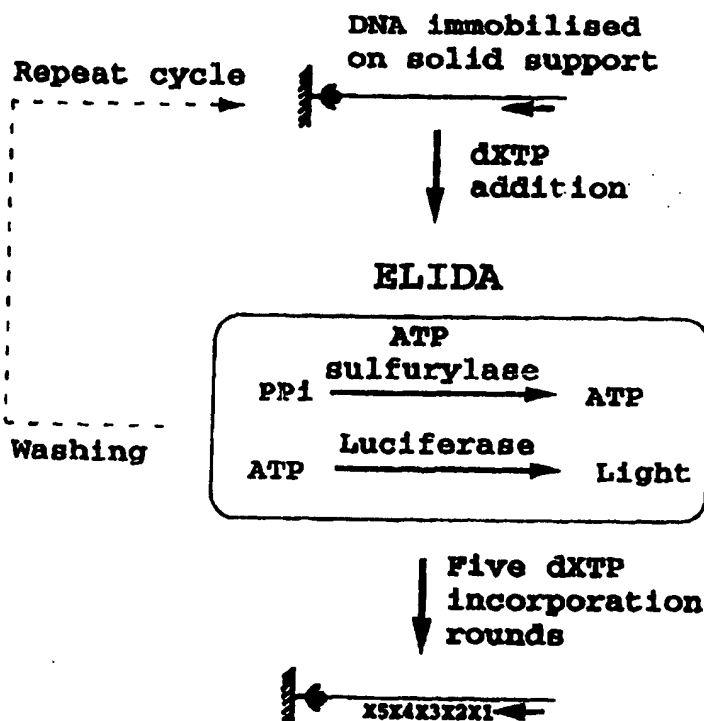 DNA immobilised
on solid support
Repeat cycle
dXTP
addition
ELIDA
ATP
sulfurylase
PPi
ATP
Luciferase
ATP
Light
Washing
Five dXTP
incorporation
rounds
X5X4X3X2X1